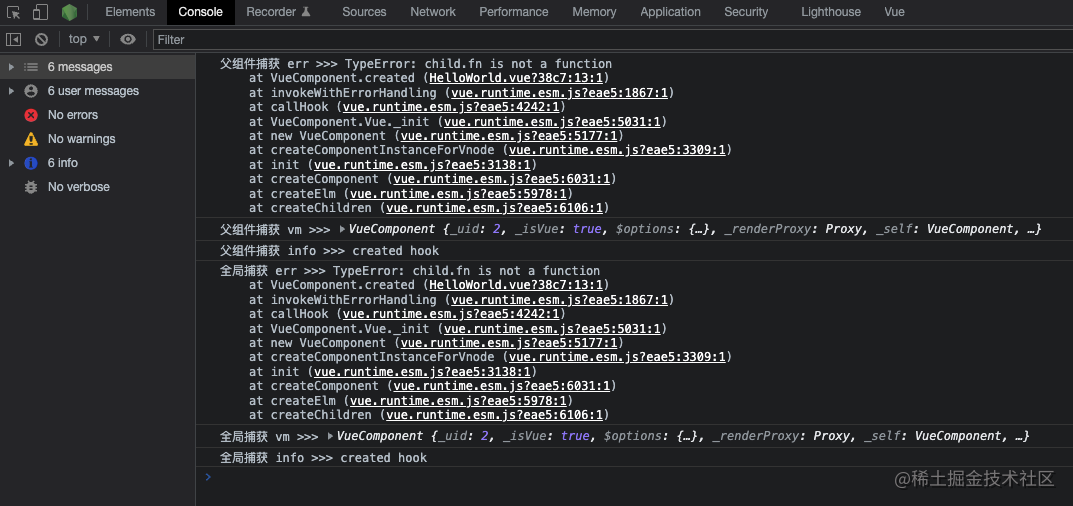 Elements Console Recorder Sources Network Performance Memory Application Security Lighthouse Vue
top ▼ Filter
6 messages
6 user messages
No errors
No warnings
6 info
No verbose
父组件捕获 err >>> TypeError: child.fn is not a function
at VueComponent.created (HelloWorld.vue?38c7:13:1)
at invokeWithErrorHandling (vue.runtime.esm.js?eae5:1867:1)
at callHook (vue.runtime.esm.js?eae5:4242:1)
at VueComponent.Vue._init (vue.runtime.esm.js?eae5:5031:1)
at new VueComponent (vue.runtime.esm.js?eae5:5177:1)
at createComponentInstanceForVnode (vue.runtime.esm.js?eae5:3309:1)
at init (vue.runtime.esm.js?eae5:3138:1)
at createComponent (vue.runtime.esm.js?eae5:6031:1)
at createElm (vue.runtime.esm.js?eae5:5978:1)
at createChildren (vue.runtime.esm.js?eae5:6106:1)
父组件捕获 vm >>> ▶VueComponent {_uid: 2, _isVue: true, $options: {…}, _renderProxy: Proxy, _self: VueComponent, …}
父组件捕获 info >>> created hook
全局捕获 err >>> TypeError: child.fn is not a function
at VueComponent.created (HelloWorld.vue?38c7:13:1)
at invokeWithErrorHandling (vue.runtime.esm.js?eae5:1867:1)
at callHook (vue.runtime.esm.js?eae5:4242:1)
at VueComponent.Vue._init (vue.runtime.esm.js?eae5:5031:1)
at new VueComponent (vue.runtime.esm.js?eae5:5177:1)
at createComponentInstanceForVnode (vue.runtime.esm.js?eae5:3309:1)
at init (vue.runtime.esm.js?eae5:3138:1)
at createComponent (vue.runtime.esm.js?eae5:6031:1)
at createElm (vue.runtime.esm.js?eae5:5978:1)
at createChildren (vue.runtime.esm.js?eae5:6106:1)
全局捕获 vm >>> ▶VueComponent {_uid: 2, _isVue: true, $options: {…}, _renderProxy: Proxy, _self: VueComponent, …}
全局捕获 info >>> created hook
@稀土掘金技术社区